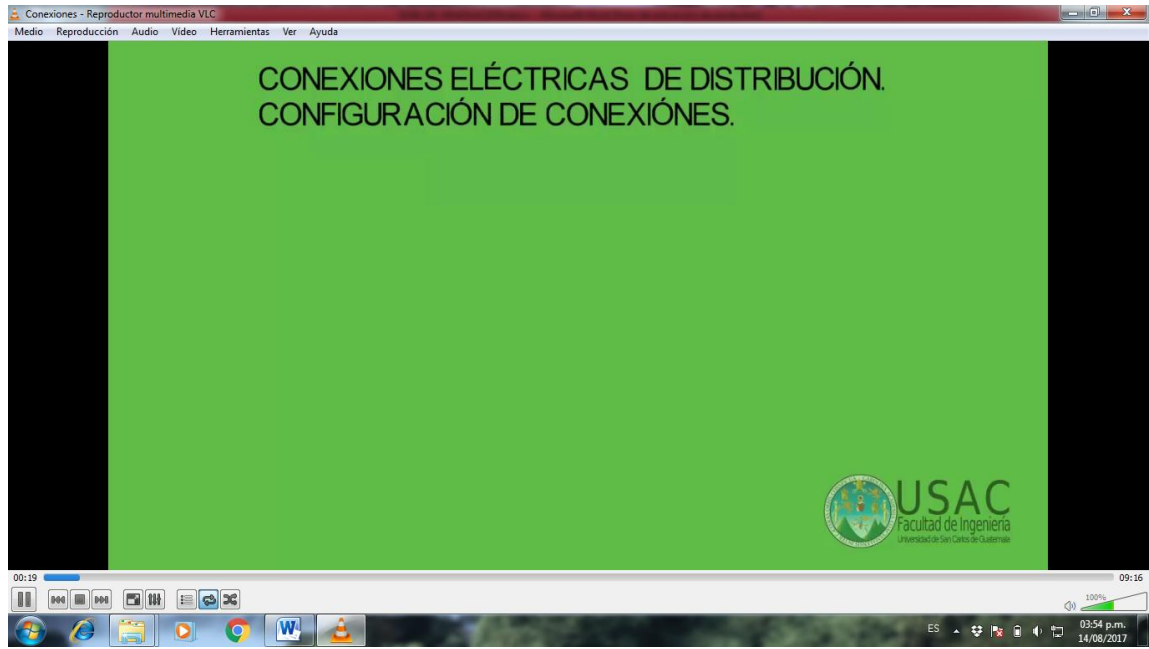 Conexiones - Reproductor multimedia VLC
Medio Reproducción Audio Vídeo Herramientas Ver Ayuda
CONEXIONES ELÉCTRICAS DE DISTRIBUCIÓN.
CONFIGURACIÓN DE CONEXIÓNES.
USAC
Facultad de Ingeniería
Universidad de San Carlos de Guatemala
00:19 09:16
100%
ES 03:54 p.m.
14/08/2017